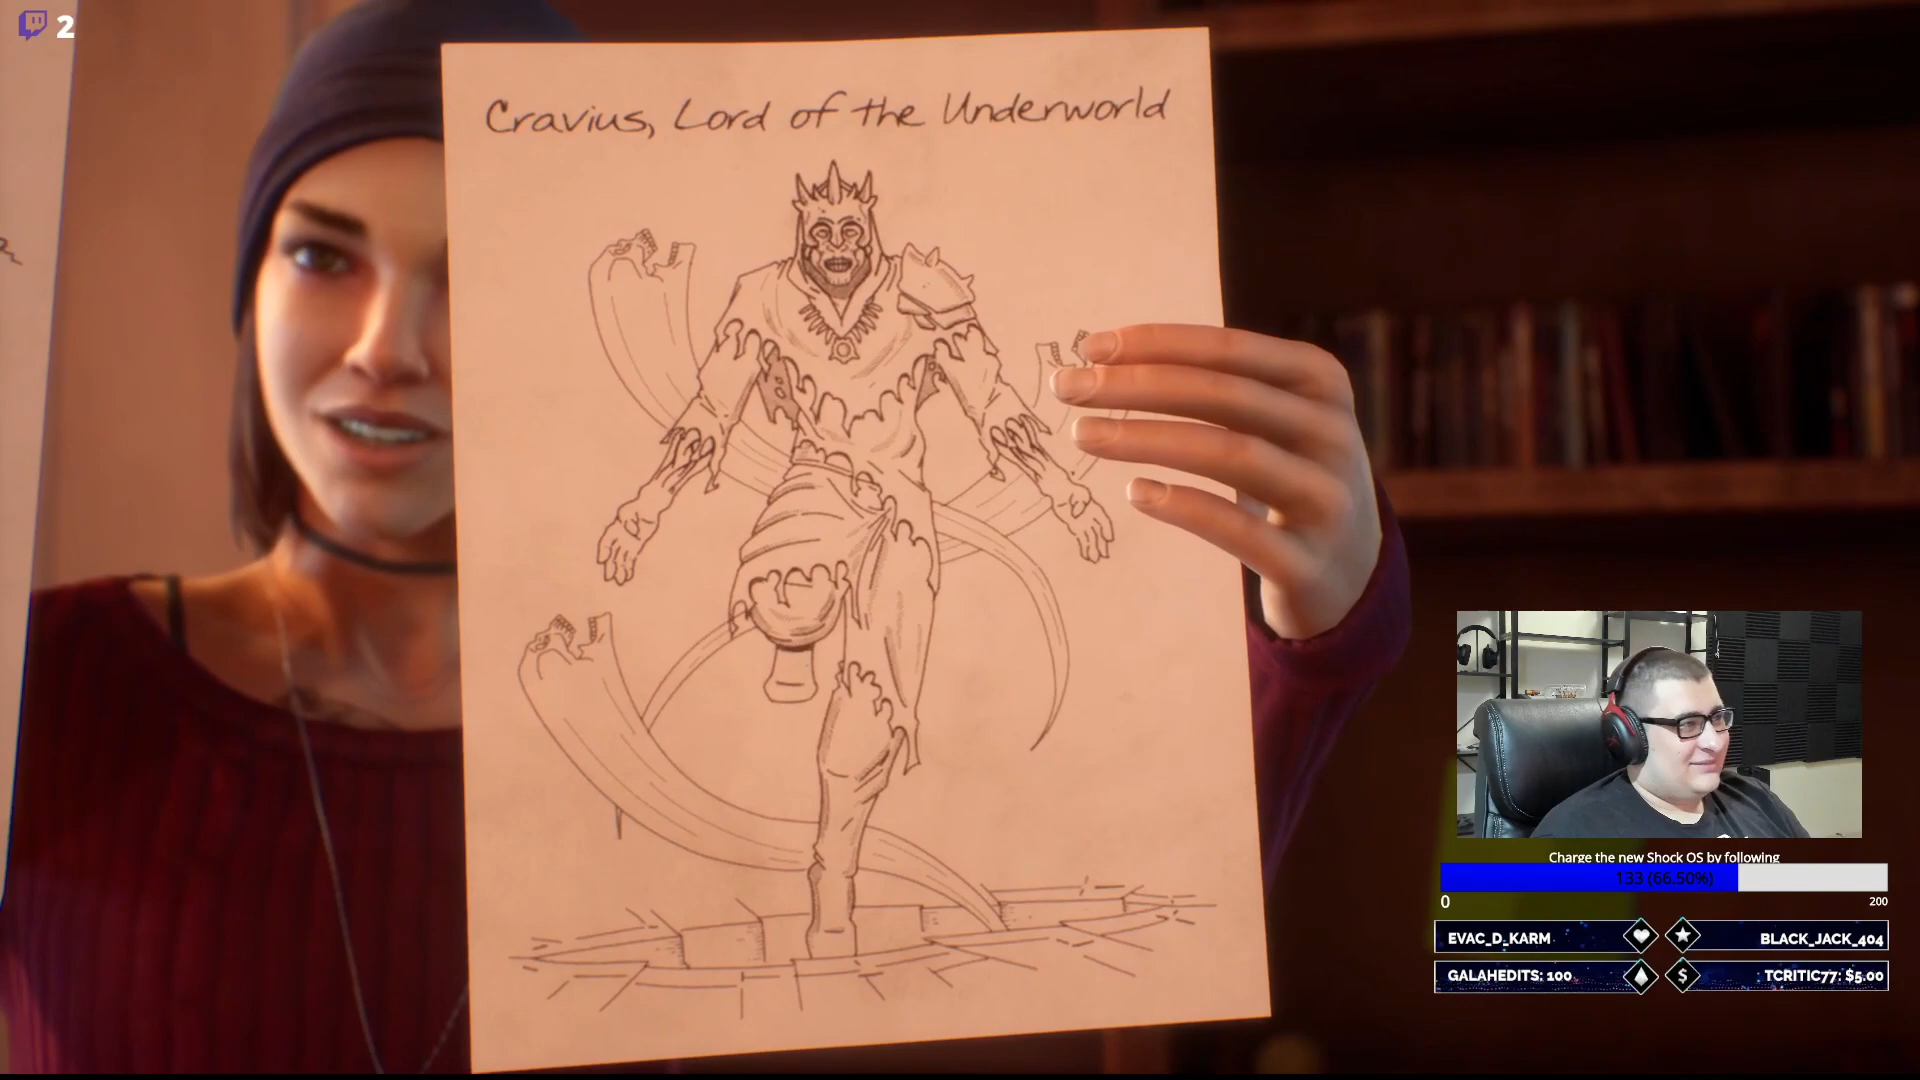 2
Cravius, Lord of the Underworld
Charge the new Shock OS by following
133 (66.50%)
0
200
EVAC_D_KARM
BLACK_JACK_404
GALAHEDITS: 100
$
TCRITIC77: $5.00